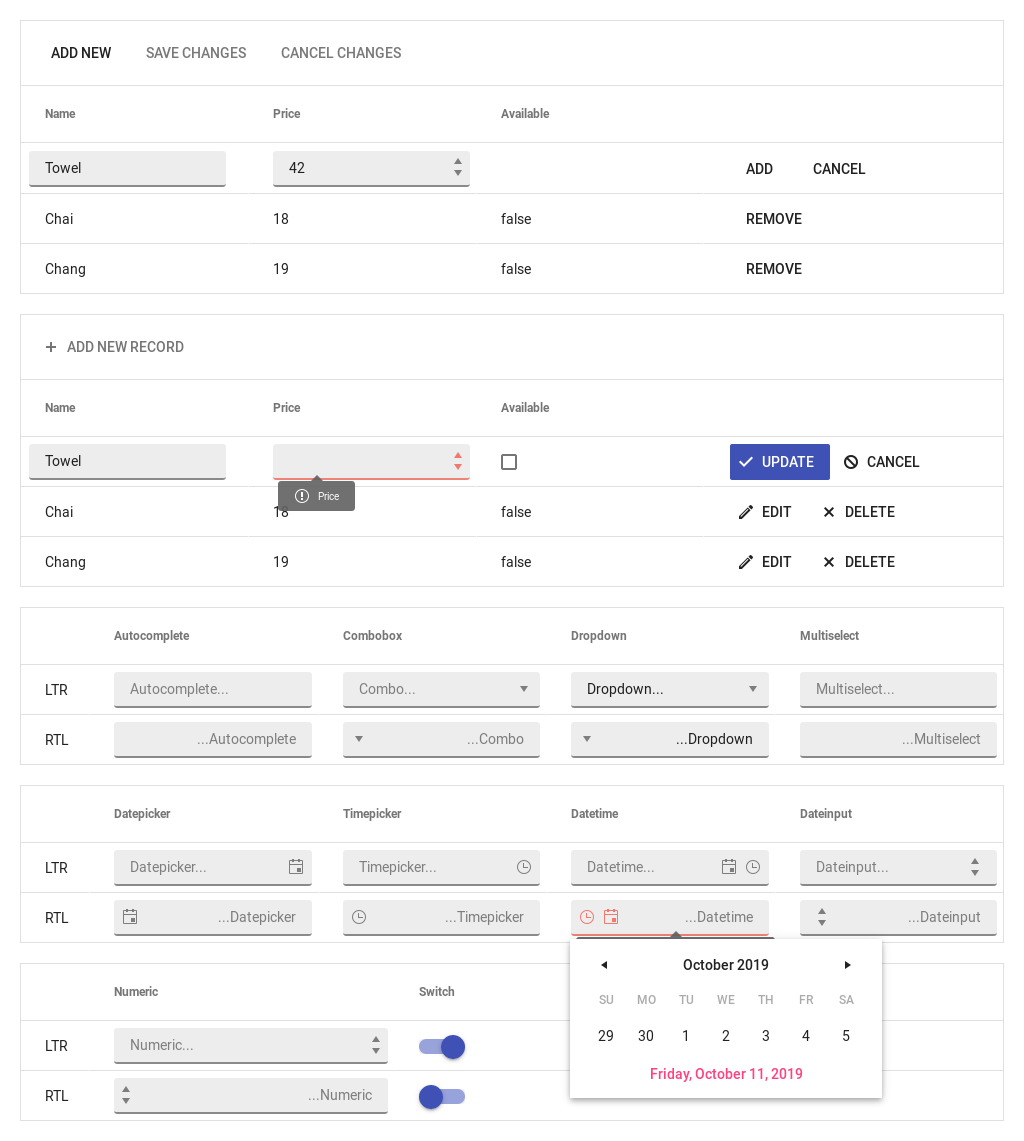 ADD NEW SAVE CHANGES CANCEL CHANGES
Name Price Available
Towel 42 ADD CANCEL
Chai 18 false REMOVE
Chang 19 false REMOVE
ADD NEW RECORD
Name Price Available
Towel UPDATE CANCEL
Price
Chai 18 false EDIT DELETE
Chang 19 false EDIT DELETE
Autocomplete Combobox Dropdown Multiselect
LTR Autocomplete... Combo... Dropdown... Multiselect...
RTL ...Autocomplete ...Combo ...Dropdown ...Multiselect
Datepicker Timepicker Datetime Dateinput
LTR Datepicker... Timepicker... Datetime... Dateinput...
RTL ...Datepicker ...Timepicker ...Datetime ...Dateinput
October 2019
SU MO TU WE TH FR SA
29 30 1 2 3 4 5
Friday, October 11, 2019
Numeric Switch
LTR Numeric...
RTL ...Numeric